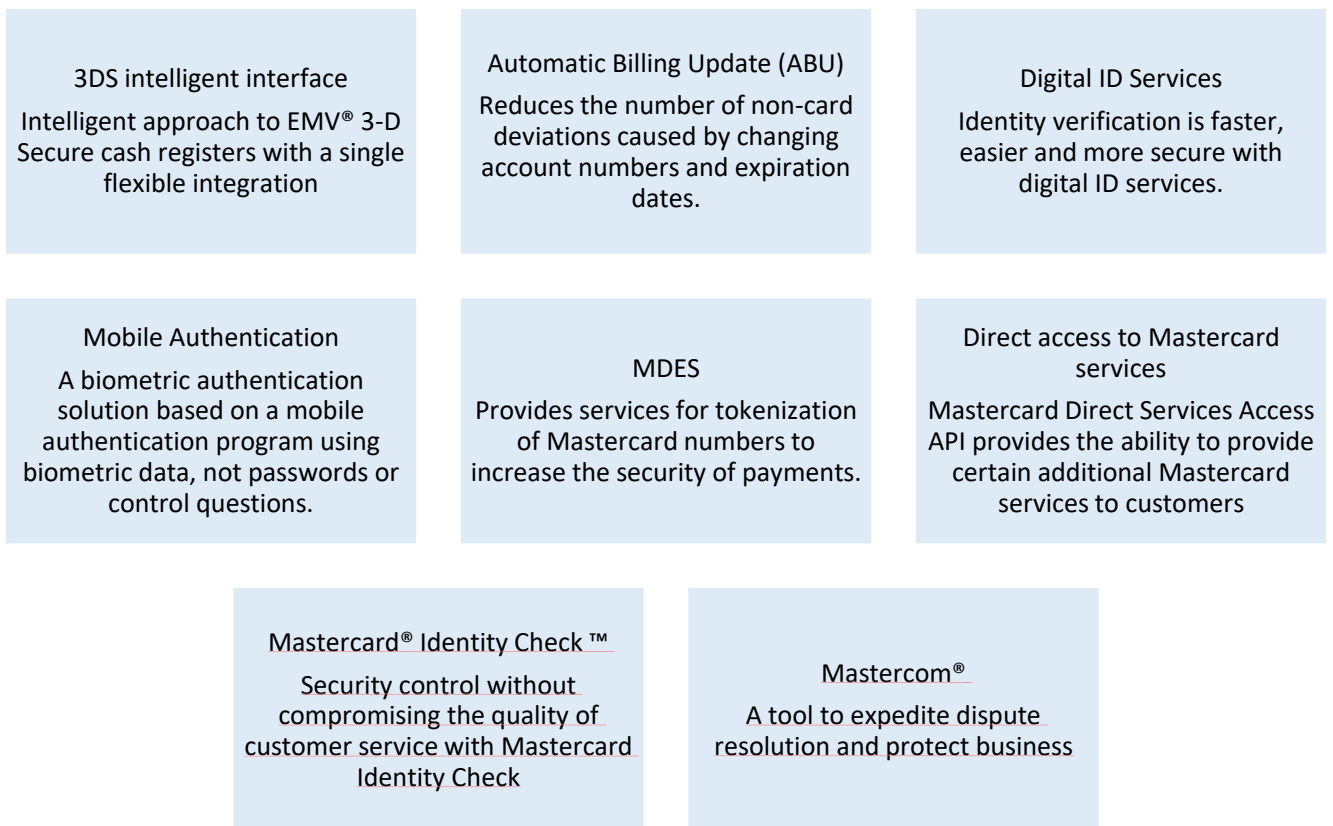 3DS intelligent interface
Intelligent approach to EMV® 3-D
Secure cash registers with a single
flexible integration
Automatic Billing Update (ABU)
Reduces the number of non-card
deviations caused by changing
account numbers and expiration
dates.
Digital ID Services
Identity verification is faster,
easier and more secure with
digital ID services.
Mobile Authentication
A biometric authentication
solution based on a mobile
authentication program using
biometric data, not passwords or
control questions.
MDES
Provides services for tokenization
of Mastercard numbers to
increase the security of payments.
Direct access to Mastercard
services
Mastercard Direct Services Access
API provides the ability to provide
certain additional Mastercard
services to customers
Mastercard® Identity Check ™
Security control without
compromising the quality of
customer service with Mastercard
Identity Check
Mastercom®
A tool to expedite dispute
resolution and protect business